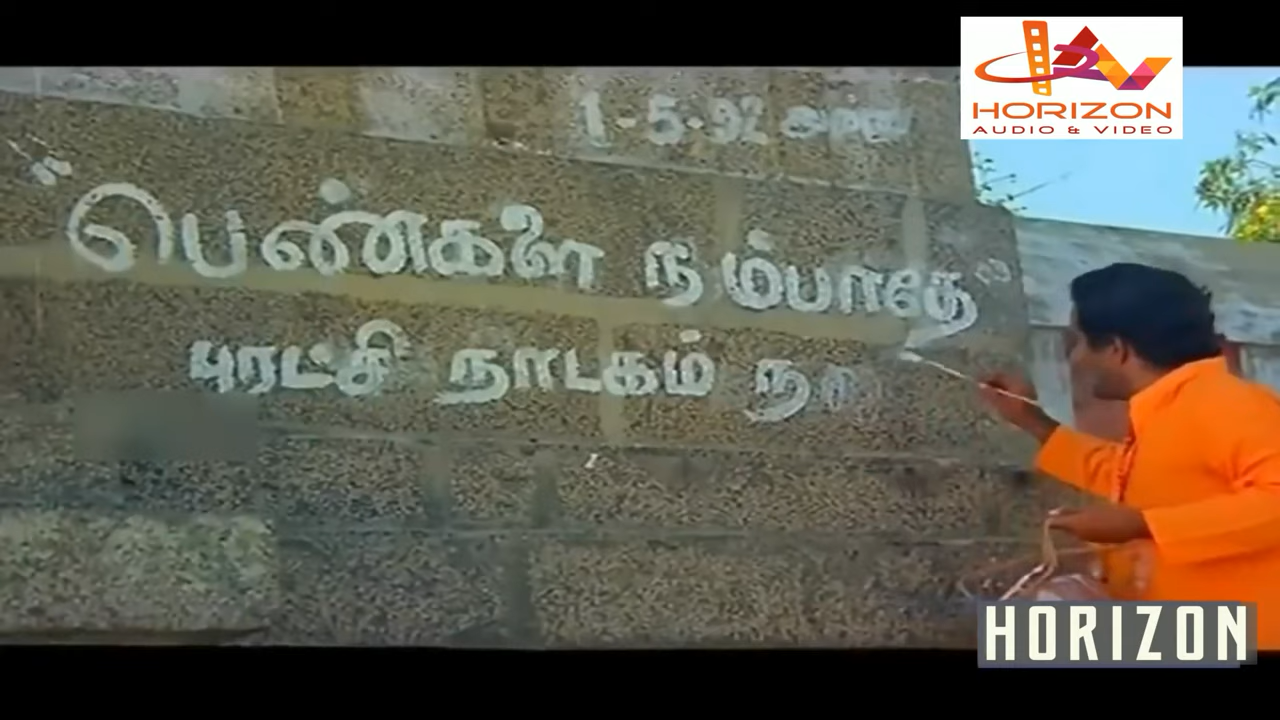 HORIZON
AUDIO & VIDEO
1-5-92 அன்று
"பெண்களை நம்பாதே"
புரட்சி நாடகம்
HORIZON